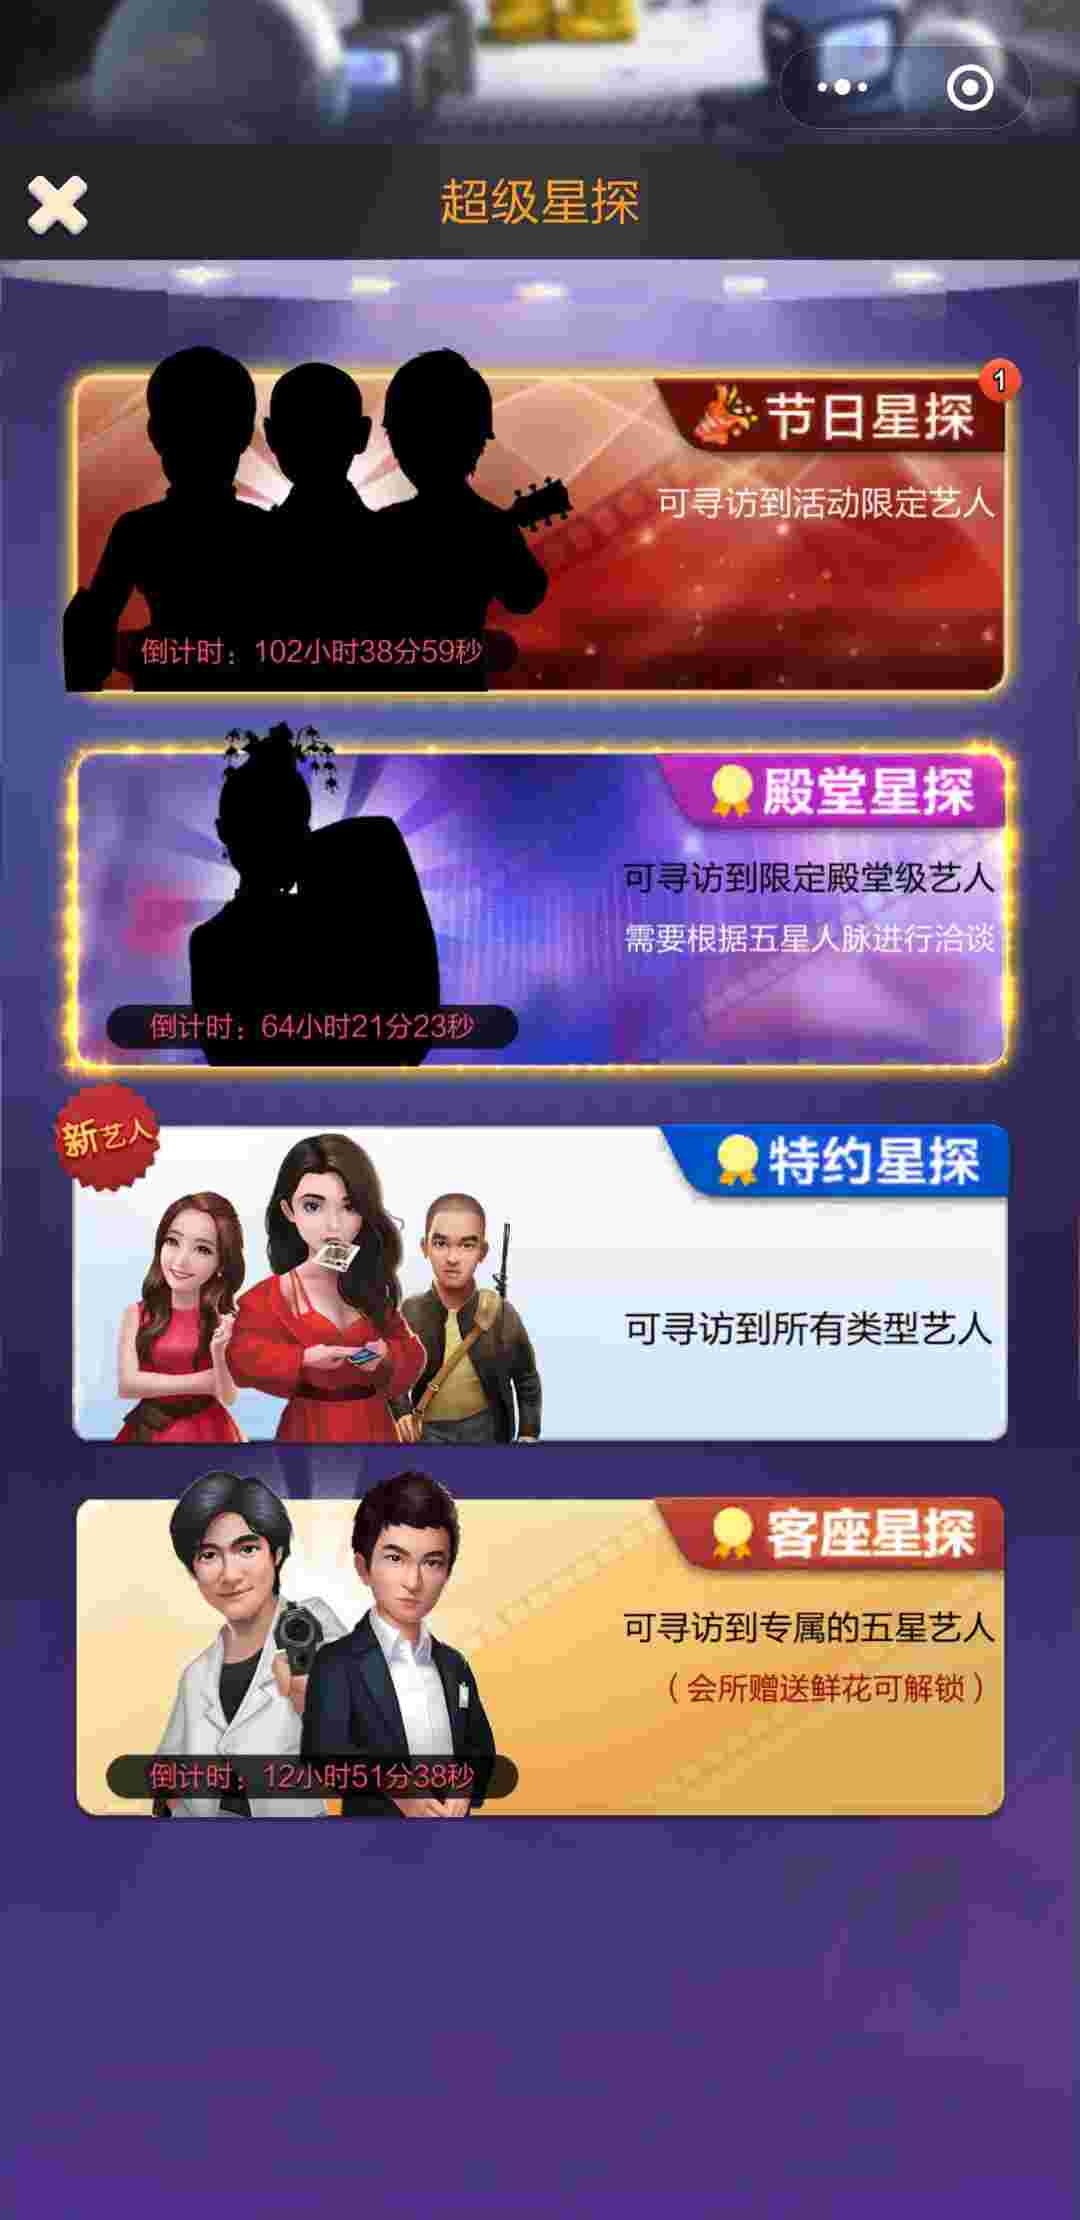 超级星探
1
节日星探
可寻访到活动限定艺人
倒计时：102小时38分59秒
殿堂星探
可寻访到限定殿堂级艺人
需要根据五星人脉进行洽谈
倒计时：64小时21分23秒
新艺人
特约星探
可寻访到所有类型艺人
客座星探
可寻访到专属的五星艺人
（会所赠送鲜花可解锁）
倒计时：12小时51分38秒